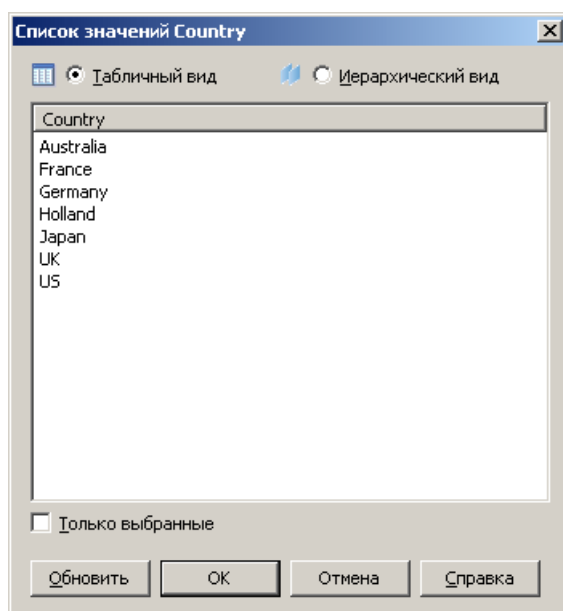 Список значений Country
Табличный вид Иерархический вид
Country
Australia
France
Germany
Holland
Japan
UK
US
Только выбранные
Обновить OK Отмена Справка